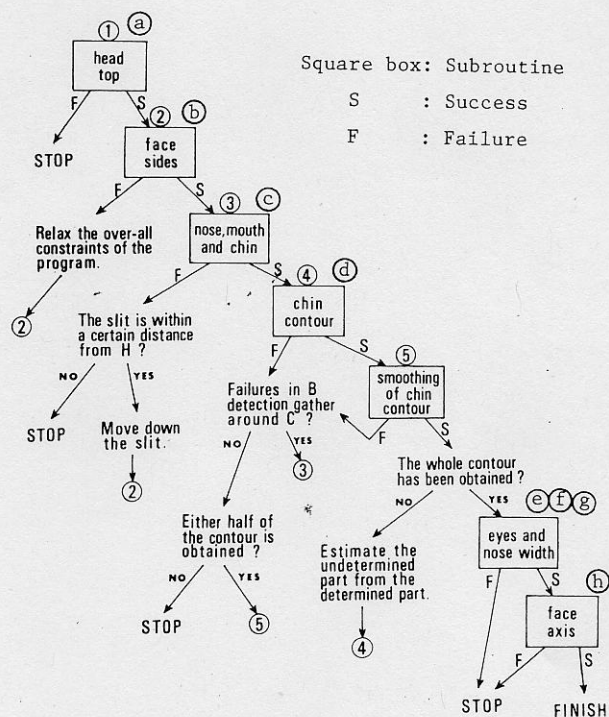 ① ⓐ
head
top
Square box: Subroutine
S : Success
F : Failure
F S
STOP
② ⓑ
face
sides
F S
Relax the over-all
constraints of the
program.
②
③ ⓒ
nose, mouth
and chin
F S
The slit is within
a certain distance
from H ?
NO YES
STOP
Move down
the slit.
②
④ ⓓ
chin
contour
F S
Failures in B
detection gather
around C ?
NO YES
③
Either half of
the contour is
obtained ?
NO YES
STOP
⑤
⑤
smoothing
of chin
contour
F S
The whole contour
has been obtained ?
NO YES
Estimate the
undetermined
part from the
determined part.
④
ⓔ ⓕ ⓖ
eyes and
nose width
F S
ⓗ
face
axis
F S
STOP FINISH